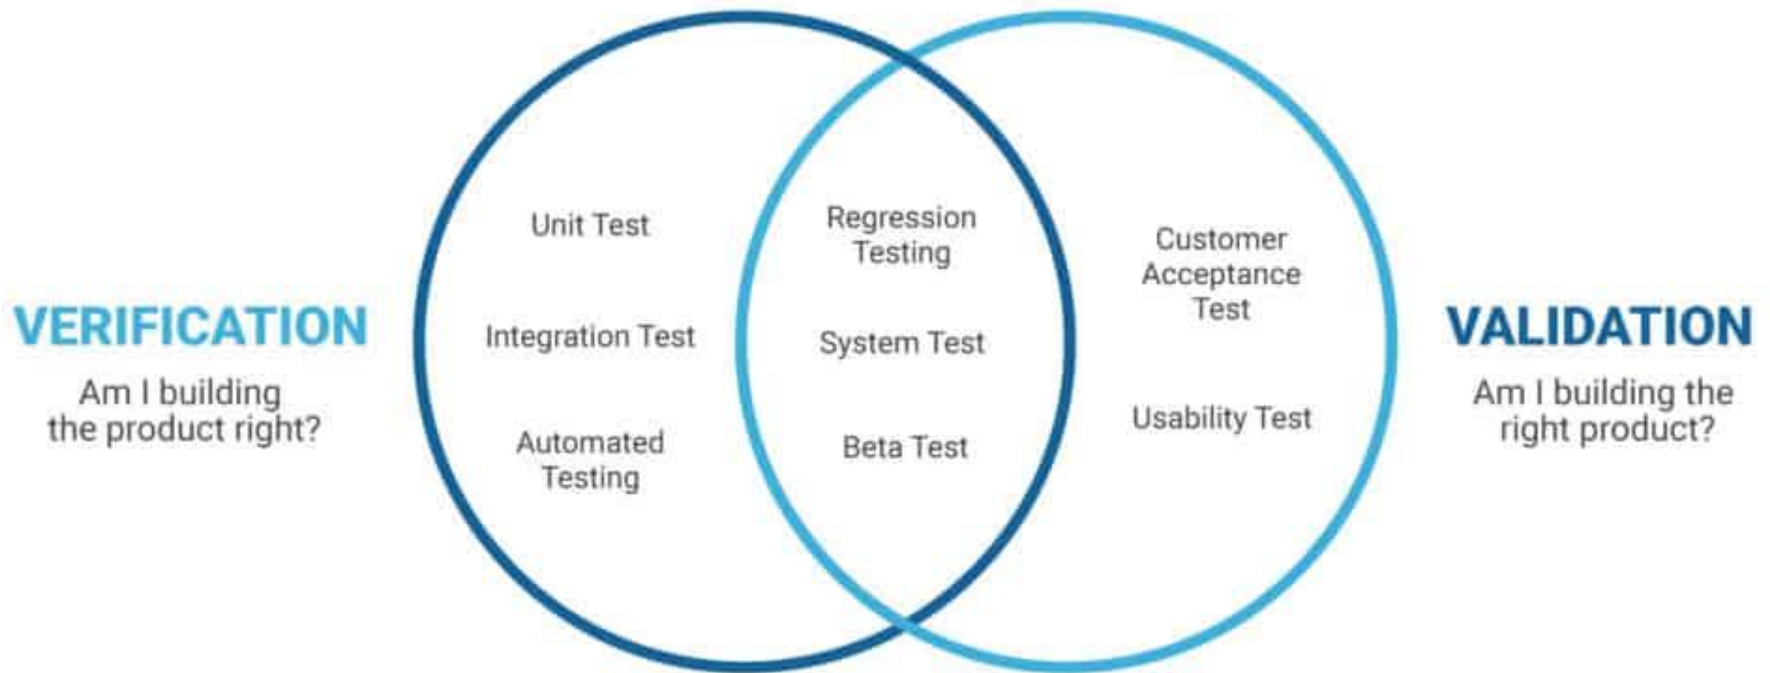 VERIFICATION
Am I building
the product right?
Unit Test
Integration Test
Automated
Testing
Regression
Testing
System Test
Beta Test
Customer
Acceptance
Test
Usability Test
VALIDATION
Am I building the
right product?